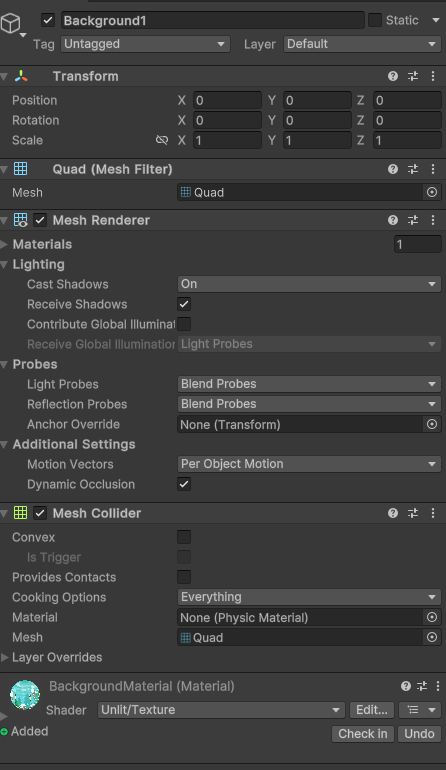 Background1 Static
Tag Untagged Layer Default
Transform
Position X 0 Y 0 Z 0
Rotation X 0 Y 0 Z 0
Scale X 1 Y 1 Z 1
Quad (Mesh Filter)
Mesh Quad
Mesh Renderer
Materials 1
Lighting
Cast Shadows On
Receive Shadows
Contribute Global Illuminat
Receive Global Illumination Light Probes
Probes
Light Probes Blend Probes
Reflection Probes Blend Probes
Anchor Override None (Transform)
Additional Settings
Motion Vectors Per Object Motion
Dynamic Occlusion
Mesh Collider
Convex
Is Trigger
Provides Contacts
Cooking Options Everything
Material None (Physic Material)
Mesh Quad
Layer Overrides
BackgroundMaterial (Material)
Shader Unlit/Texture Edit...
Added
Check in Undo